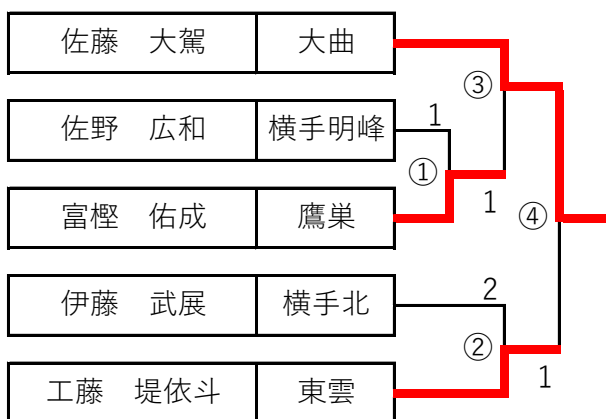 佐藤　大駕 大曲
③
佐野　広和 横手明峰 1
①
富樫　佑成 鷹巣 1 ④
伊藤　武展 横手北 2
②
工藤　堤依斗 東雲 1